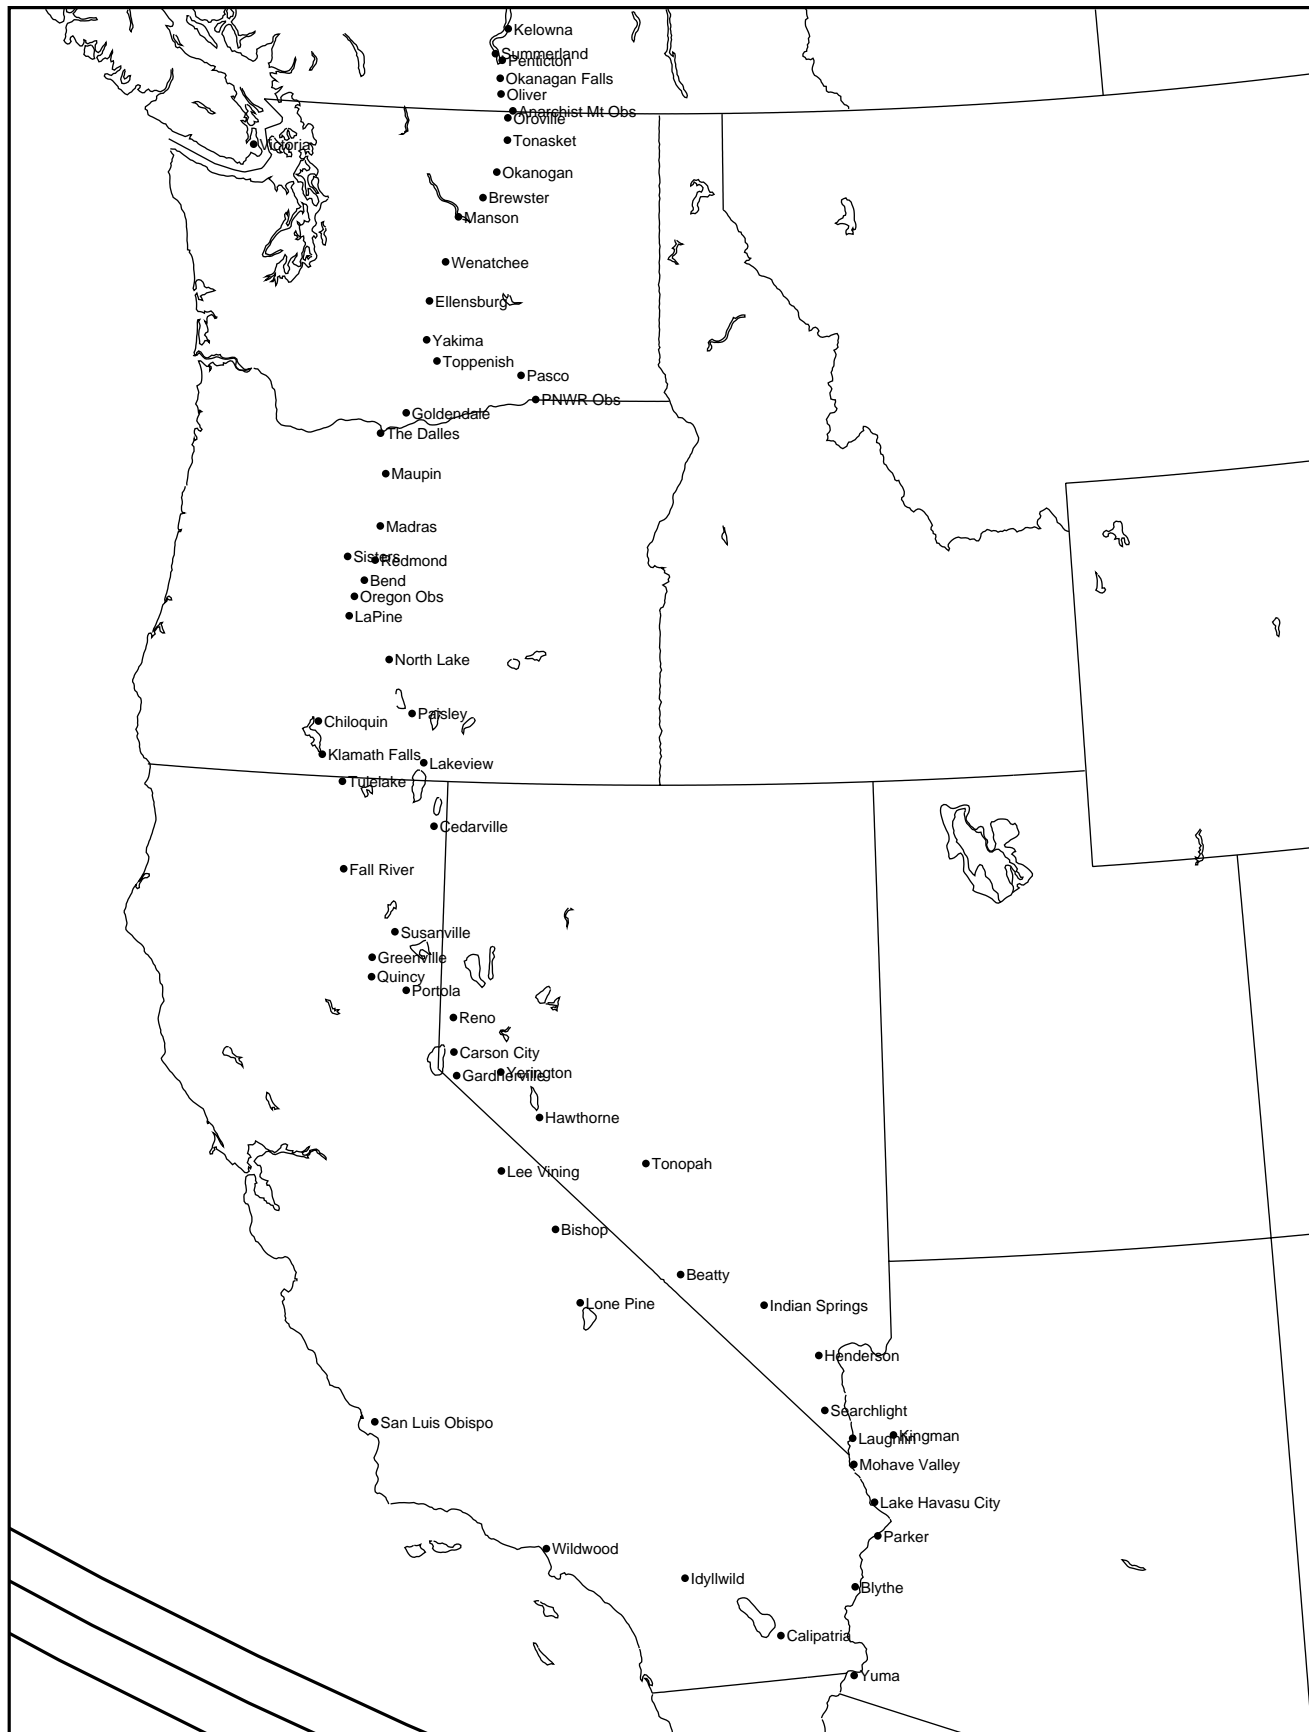 Kelowna
Summerland
Penticton
Okanagan Falls
Oliver
Anarchist Mt Obs
Oroville
Tonasket
Victoria
Okanogan
Brewster
Manson
Wenatchee
Ellensburg
Yakima
Toppenish
Pasco
PNWR Obs
Goldendale
The Dalles
Maupin
Madras
Sisters
Redmond
Bend
Oregon Obs
LaPine
North Lake
Paisley
Chiloquin
Klamath Falls
Lakeview
Tulelake
Cedarville
Fall River
Susanville
Greenville
Quincy
Portola
Reno
Carson City
Yerington
Gardnerville
Hawthorne
Tonopah
Lee Vining
Bishop
Beatty
Lone Pine
Indian Springs
Henderson
Searchlight
San Luis Obispo
Kingman
Laughlin
Mohave Valley
Lake Havasu City
Parker
Wildwood
Idyllwild
Blythe
Calipatria
Yuma